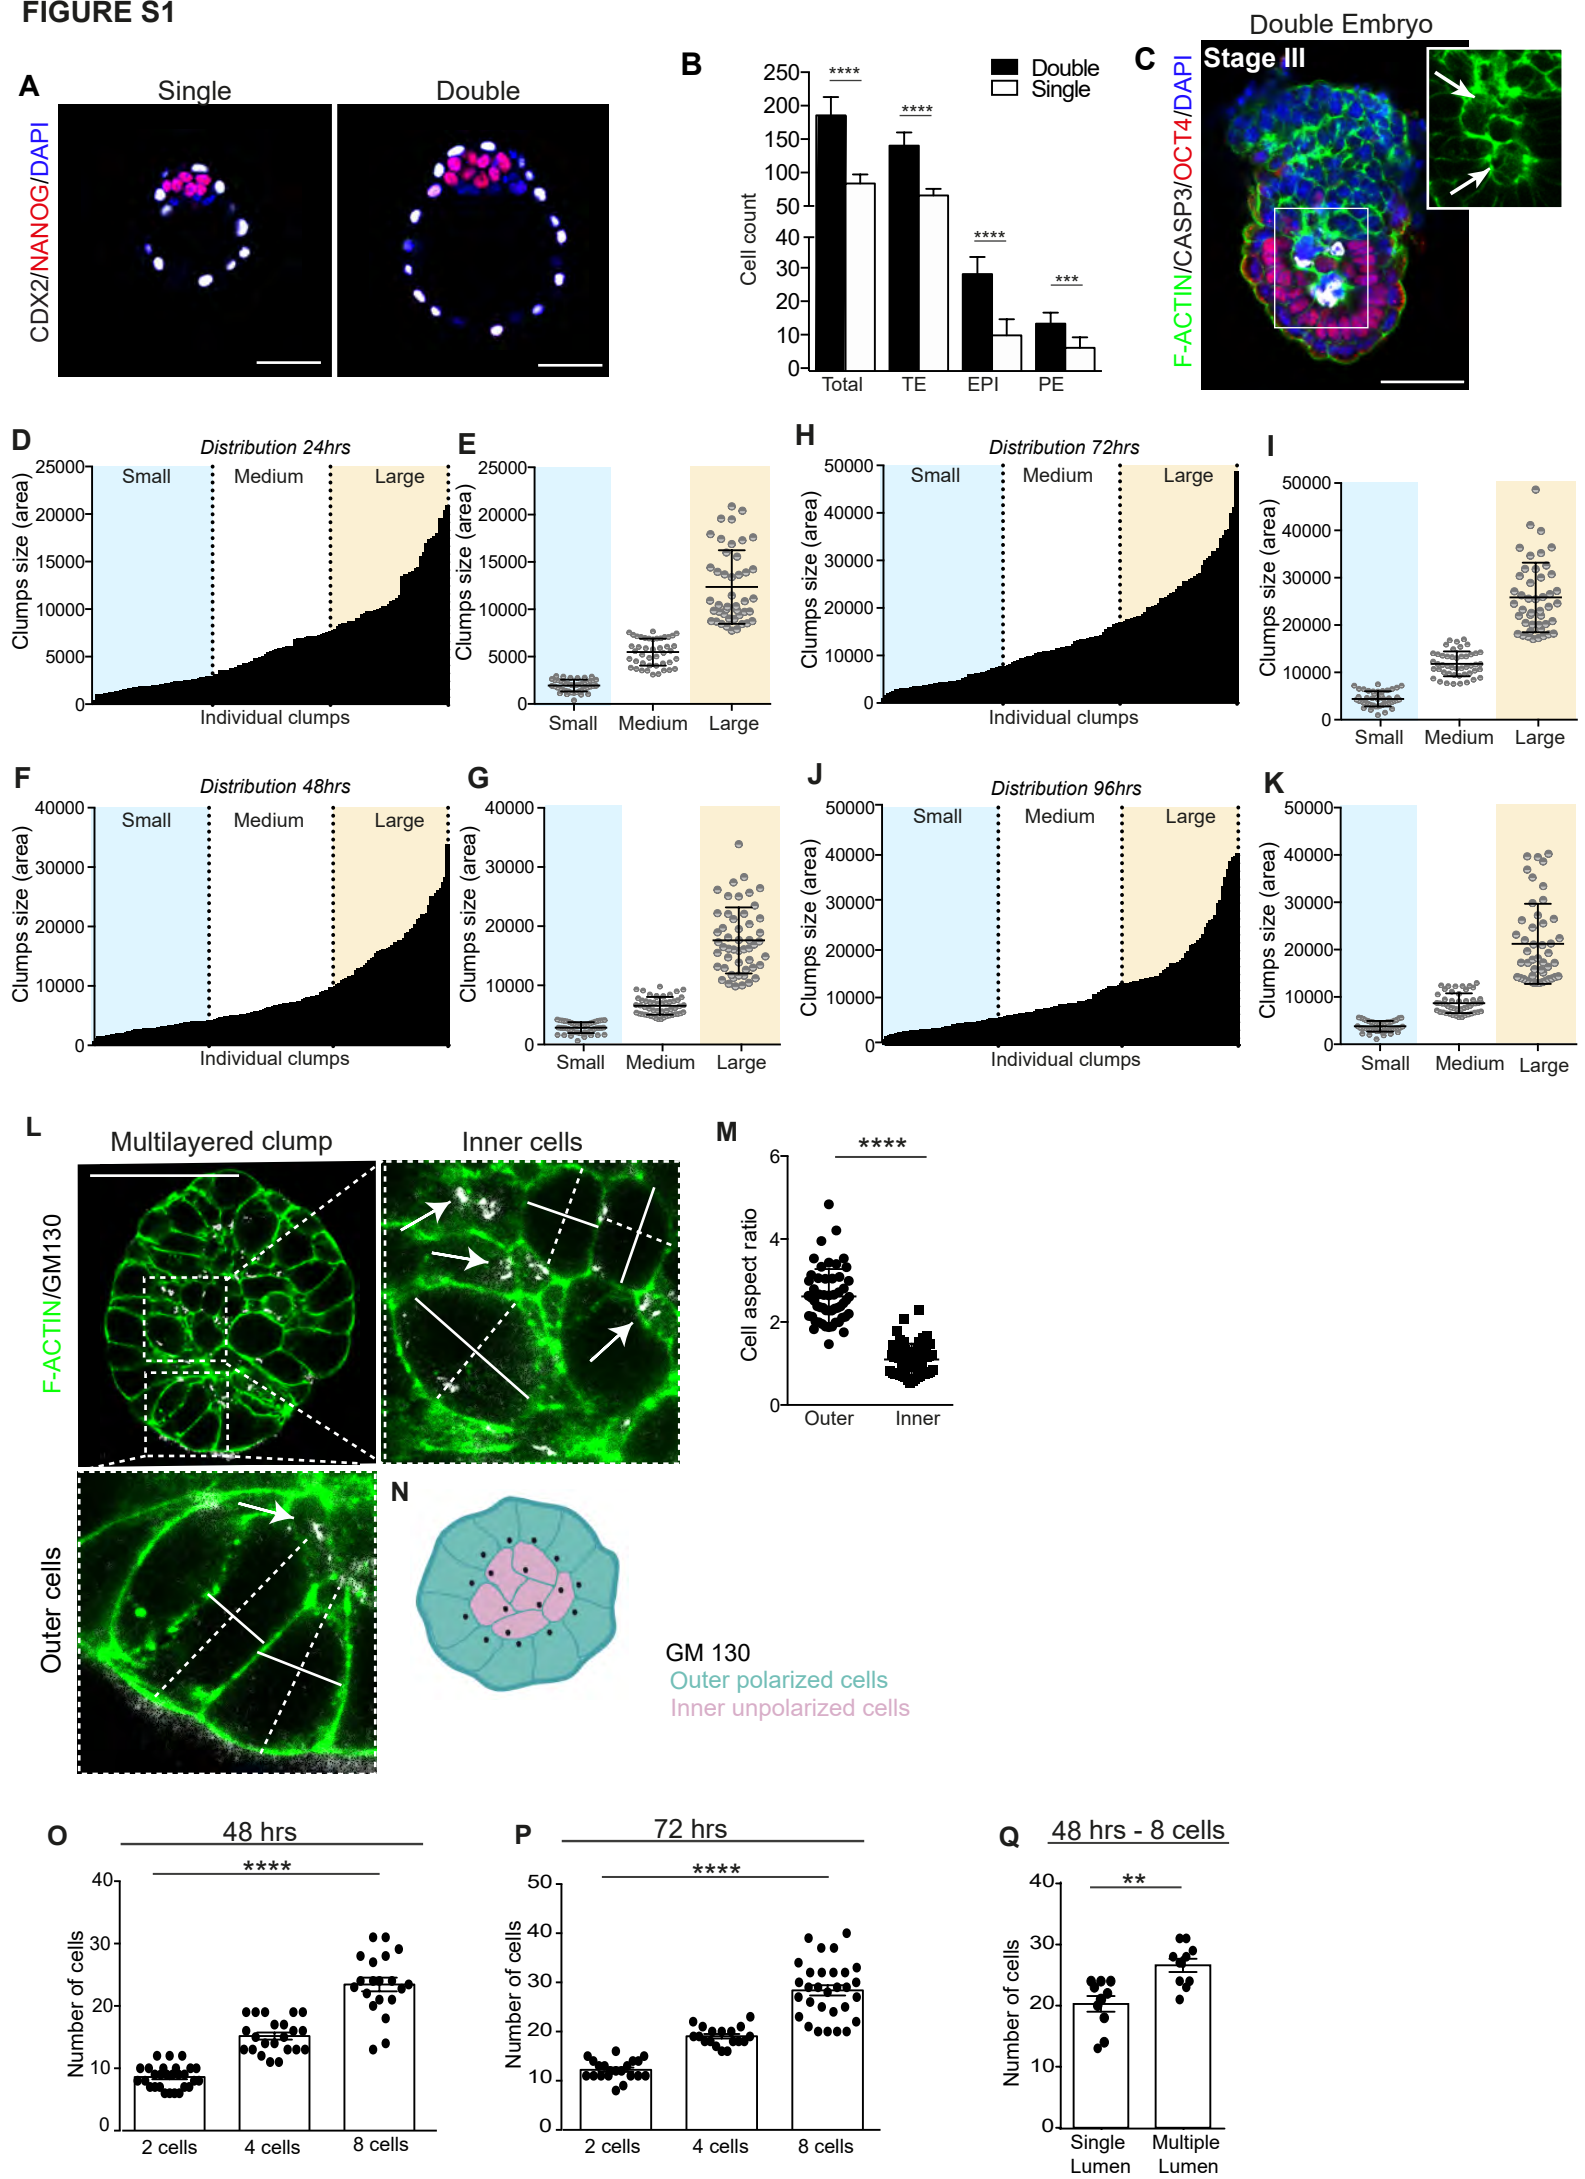 FIGURE S1
A
Single
Double
CDX2/NANOG/DAPI
B
Double
Single
Cell count
250
200
150
100
50
40
30
20
10
0
****
****
****
***
Total
TE
EPI
PE
Double Embryo
C
Stage III
F-ACTIN/CASP3/OCT4/DAPI
D
Distribution 24hrs
Small
Medium
Large
Clumps size (area)
25000
20000
15000
10000
5000
0
Individual clumps
E
Clumps size (area)
25000
20000
15000
10000
5000
0
Small
Medium
Large
H
Distribution 72hrs
Small
Medium
Large
Clumps size (area)
50000
40000
30000
20000
10000
0
Individual clumps
I
Clumps size (area)
50000
40000
30000
20000
10000
0
Small
Medium
Large
F
Distribution 48hrs
Small
Medium
Large
Clumps size (area)
40000
30000
20000
10000
0
Individual clumps
G
Clumps size (area)
40000
30000
20000
10000
0
Small
Medium
Large
J
Distribution 96hrs
Small
Medium
Large
Clumps size (area)
50000
40000
30000
20000
10000
0
Individual clumps
K
Clumps size (area)
50000
40000
30000
20000
10000
0
Small
Medium
Large
L
Multilayered clump
Inner cells
F-ACTIN/GM130
Outer cells
M
****
Cell aspect ratio
6
4
2
0
Outer
Inner
N
GM 130
Outer polarized cells
Inner unpolarized cells
O
48 hrs
****
Number of cells
40
30
20
10
0
2 cells
4 cells
8 cells
P
72 hrs
****
Number of cells
50
40
30
20
10
0
2 cells
4 cells
8 cells
Q
48 hrs - 8 cells
**
Number of cells
40
30
20
10
0
Single
Lumen
Multiple
Lumen